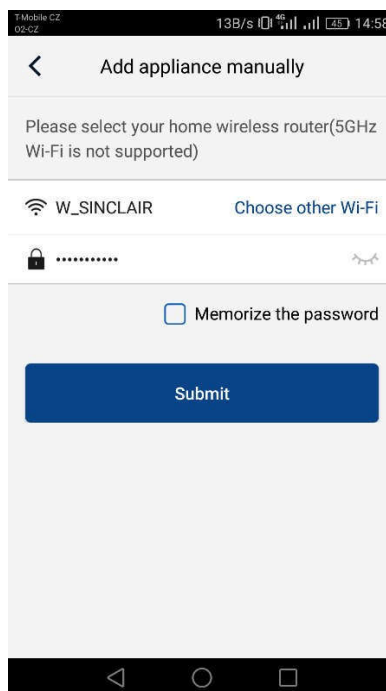 T-Mobile CZ
O2-CZ
13B/s 4G 45 14:58
Add appliance manually
Please select your home wireless router(5GHz
Wi-Fi is not supported)
W_SINCLAIR Choose other Wi-Fi
•••••••••••
Memorize the password
Submit